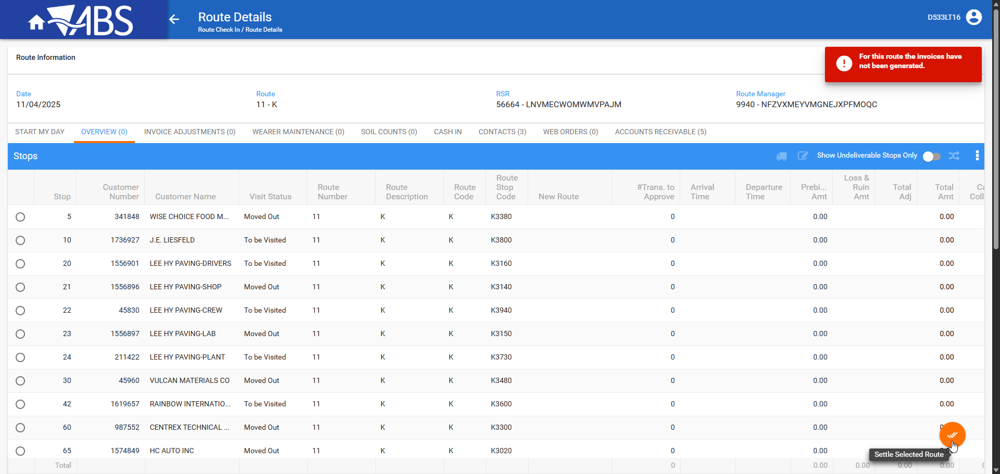 ABS
Route Details
Route Check In / Route Details
D533LT16
Route Information
For this route the invoices have
not been generated.
Date
11/04/2025
Route
11 - K
RSR
56664 - LNVMECWOMWMVPAJM
Route Manager
9940 - NFZVXMEYVMGNEJXPFMOQC
START MY DAY OVERVIEW (0) INVOICE ADJUSTMENTS (0) WEARER MAINTENANCE (0) SOIL COUNTS (0) CASH IN CONTACTS (3) WEB ORDERS (0) ACCOUNTS RECEIVABLE (5)
Stops Show Undeliverable Stops Only
Stop
Customer
Number
Customer Name
Visit Status
Route
Number
Route
Description
Route
Code
Route
Stop
Code
New Route
#Trans. to
Approve
Arrival
Time
Departure
Time
Prebi...
Amt
Loss &
Ruin
Amt
Total
Adj
Total
Amt
Ca
Coll
5 341848 WISE CHOICE FOOD M... Moved Out 11 K K K3380 0 0.00 0.00
10 1736927 J.E. LIESFELD To be Visited 11 K K K3800 0 0.00 0.00
20 1556901 LEE HY PAVING-DRIVERS To be Visited 11 K K K3160 0 0.00 0.00
21 1556896 LEE HY PAVING-SHOP Moved Out 11 K K K3140 0 0.00 0.00
22 45830 LEE HY PAVING-CREW To be Visited 11 K K K3940 0 0.00 0.00
23 1556897 LEE HY PAVING-LAB Moved Out 11 K K K3150 0 0.00 0.00
24 211422 LEE HY PAVING-PLANT To be Visited 11 K K K3730 0 0.00 0.00
30 45960 VULCAN MATERIALS CO Moved Out 11 K K K3480 0 0.00 0.00
42 1619657 RAINBOW INTERNATIO... To be Visited 11 K K K3600 0 0.00 0.00
60 987552 CENTREX TECHNICAL ... Moved Out 11 K K K3300 0 0.00
65 1574849 HC AUTO INC Moved Out 11 K K K3020 0 0.00
Settle Selected Route
Total 0 0.00 0.00 0.00 0.00